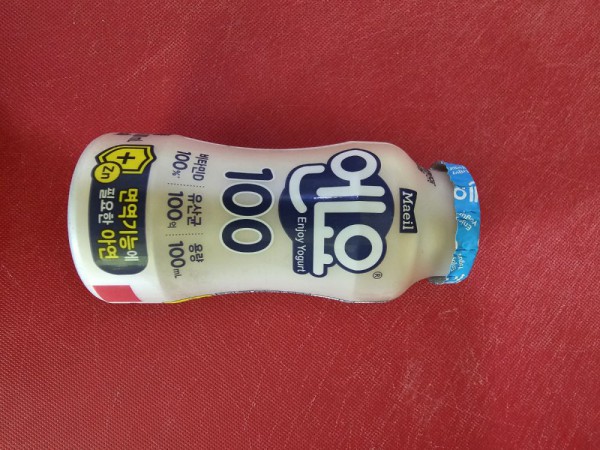 Maeil
엔요®
Enjoy Yogurt
100
비타민D 유산균 용량
100%* 100억 100mL
+
Zn
면역기능에
필요한 아연